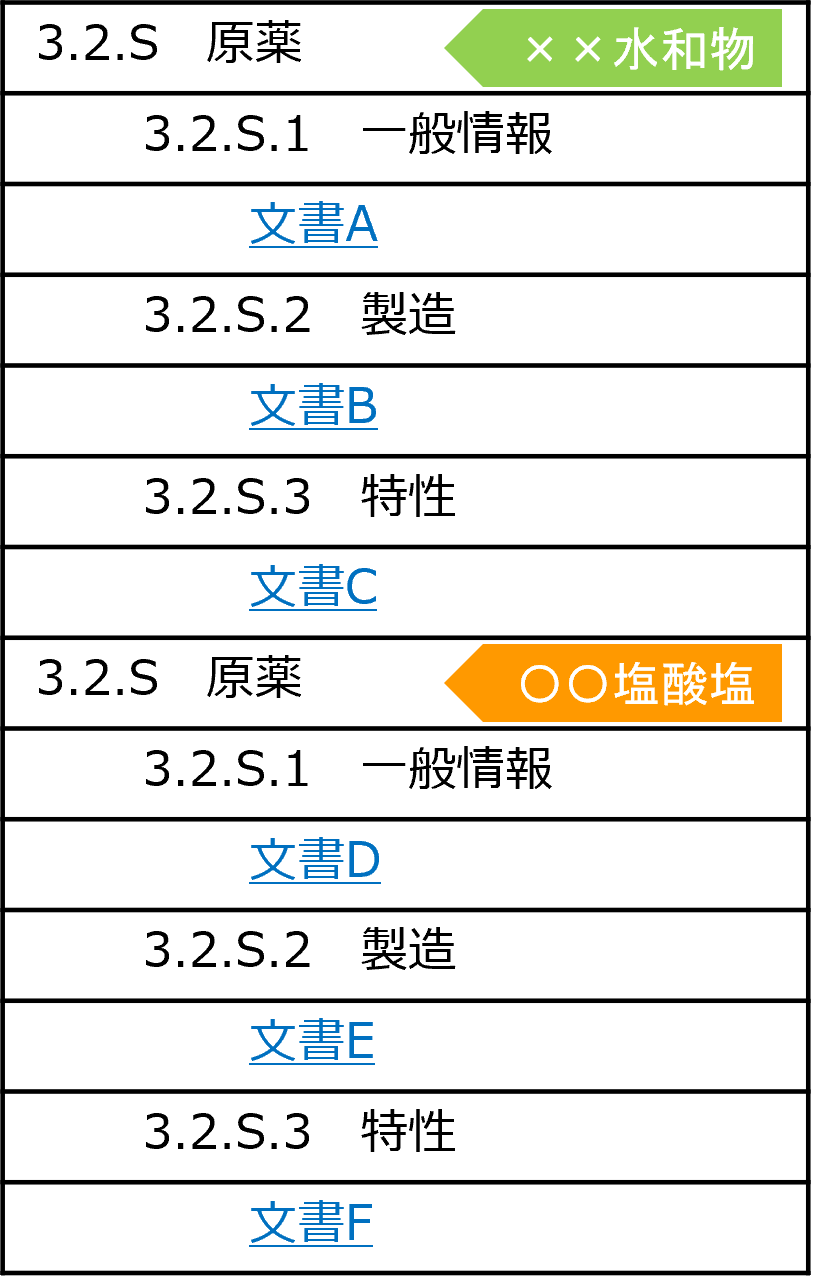 3.2.S　原薬　××水和物
3.2.S.1　一般情報
文書A
3.2.S.2　製造
文書B
3.2.S.3　特性
文書C
3.2.S　原薬　〇〇塩酸塩
3.2.S.1　一般情報
文書D
3.2.S.2　製造
文書E
3.2.S.3　特性
文書F